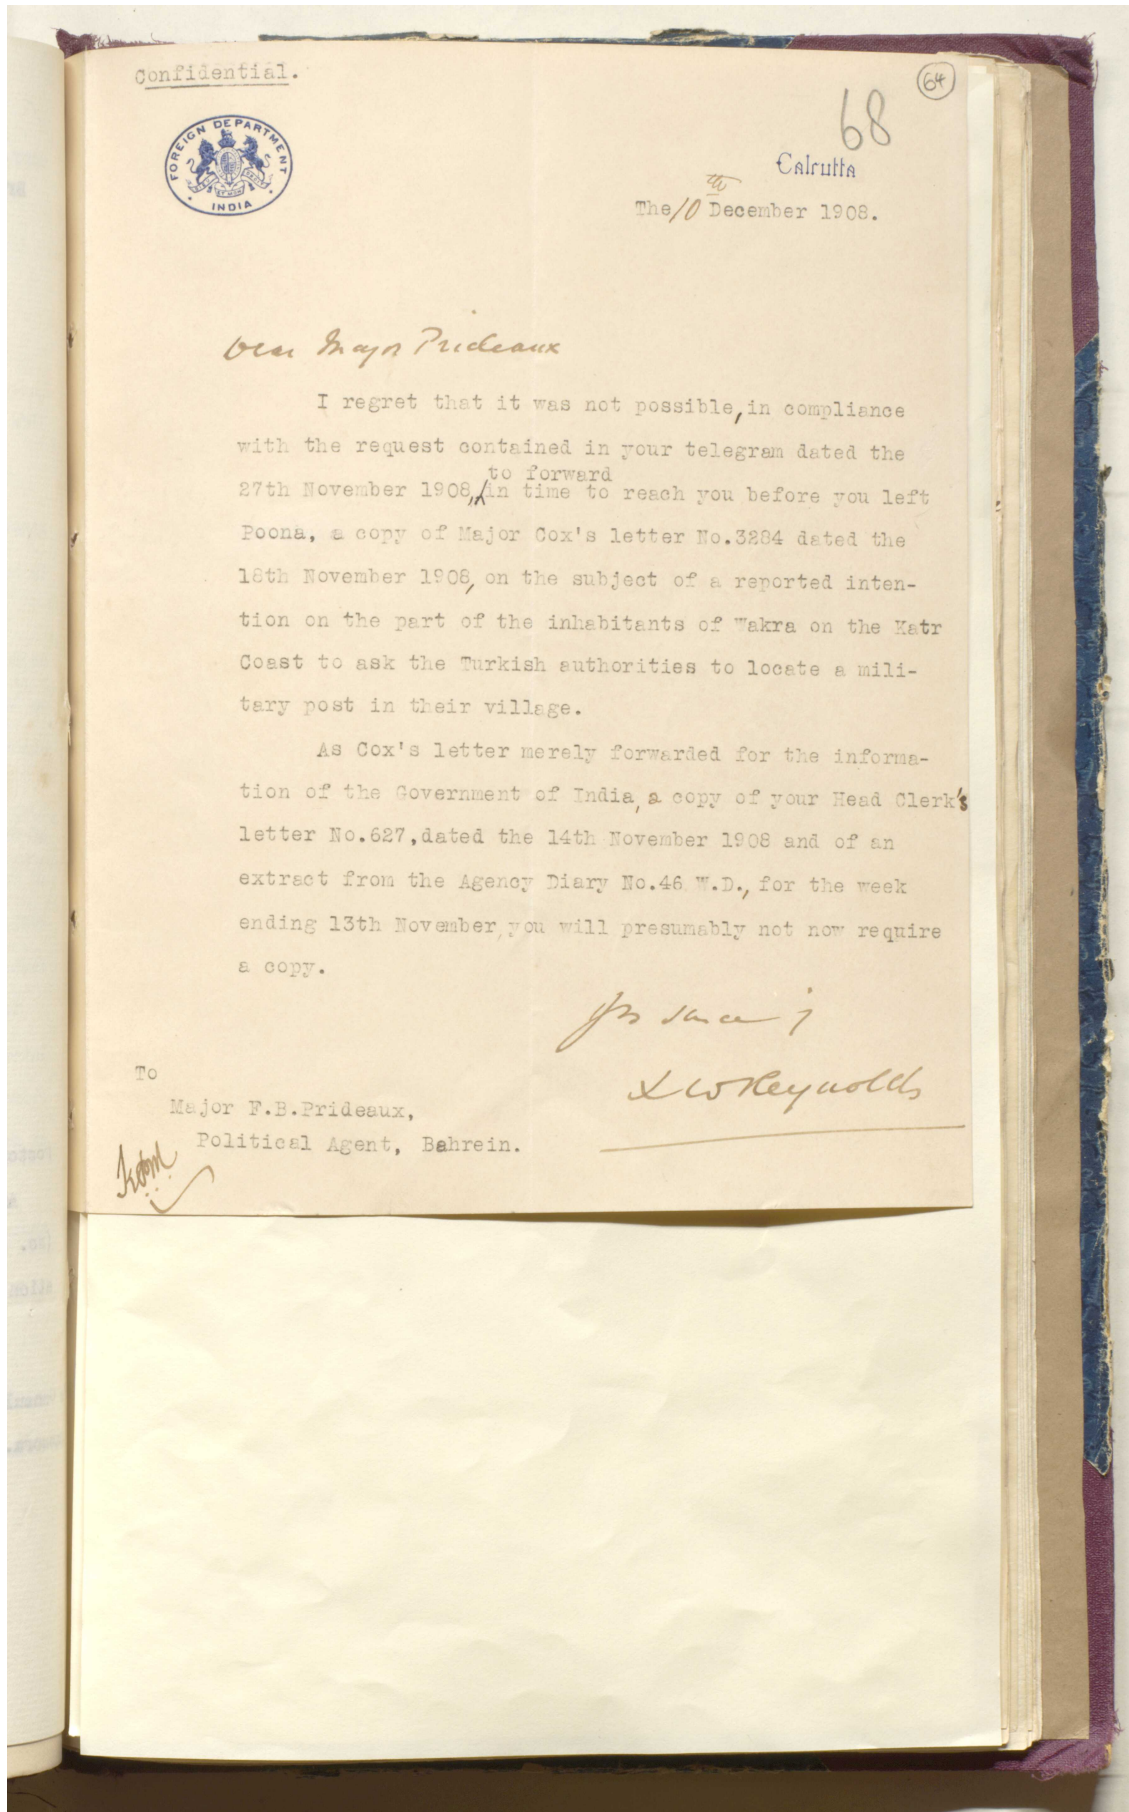 Confidential.
64
68
FOREIGN DEPARTMENT
INDIA
Calcutta
The 10th December 1908.
Dear Major Prideaux
I regret that it was not possible, in compliance
with the request contained in your telegram dated the
to forward
27th November 1908, in time to reach you before you left
Poona, a copy of Major Cox's letter No.3284 dated the
18th November 1908, on the subject of a reported inten-
tion on the part of the inhabitants of Wakra on the Katr
Coast to ask the Turkish authorities to locate a mili-
tary post in their village.
As Cox's letter merely forwarded for the informa-
tion of the Government of India, a copy of your Head Clerk's
letter No.627, dated the 14th November 1908 and of an
extract from the Agency Diary No.46 W.D., for the week
ending 13th November, you will presumably not now require
a copy.
L W Reynolds
To
Major F.B.Prideaux,
Political Agent, Bahrein.